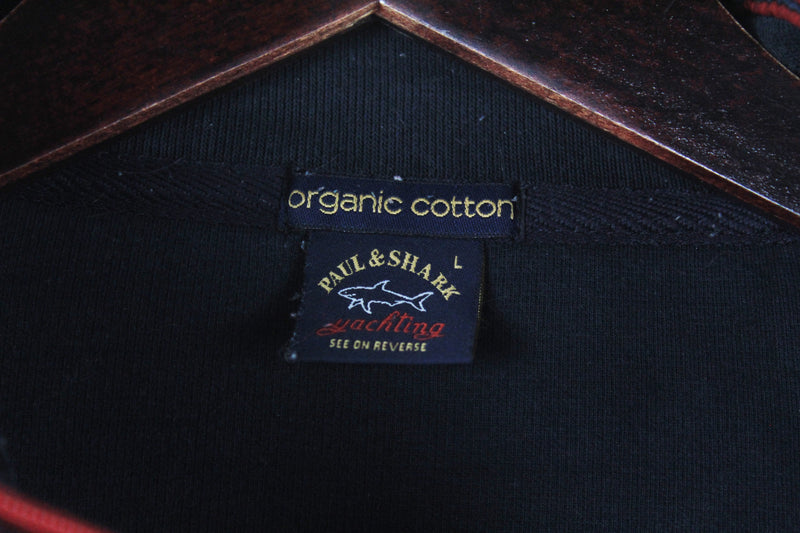 organic cotton
L
PAUL & SHARK
yachting
SEE ON REVERSE